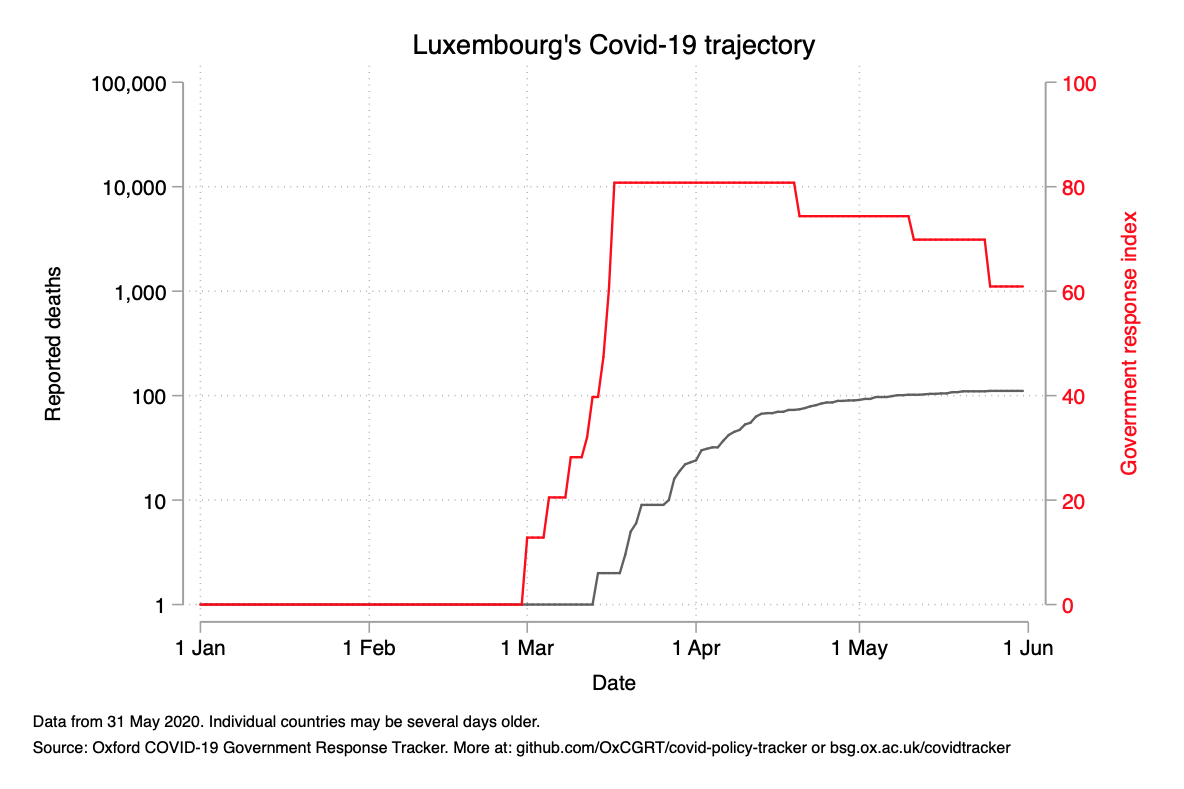 Luxembourg's Covid-19 trajectory
100,000
10,000
1,000
100
10
1
Reported deaths
100
80
60
40
20
0
Government response index
1 Jan
1 Feb
1 Mar
1 Apr
1 May
1 Jun
Date
Data from 31 May 2020. Individual countries may be several days older.
Source: Oxford COVID-19 Government Response Tracker. More at: github.com/OxCGRT/covid-policy-tracker or bsg.ox.ac.uk/covidtracker